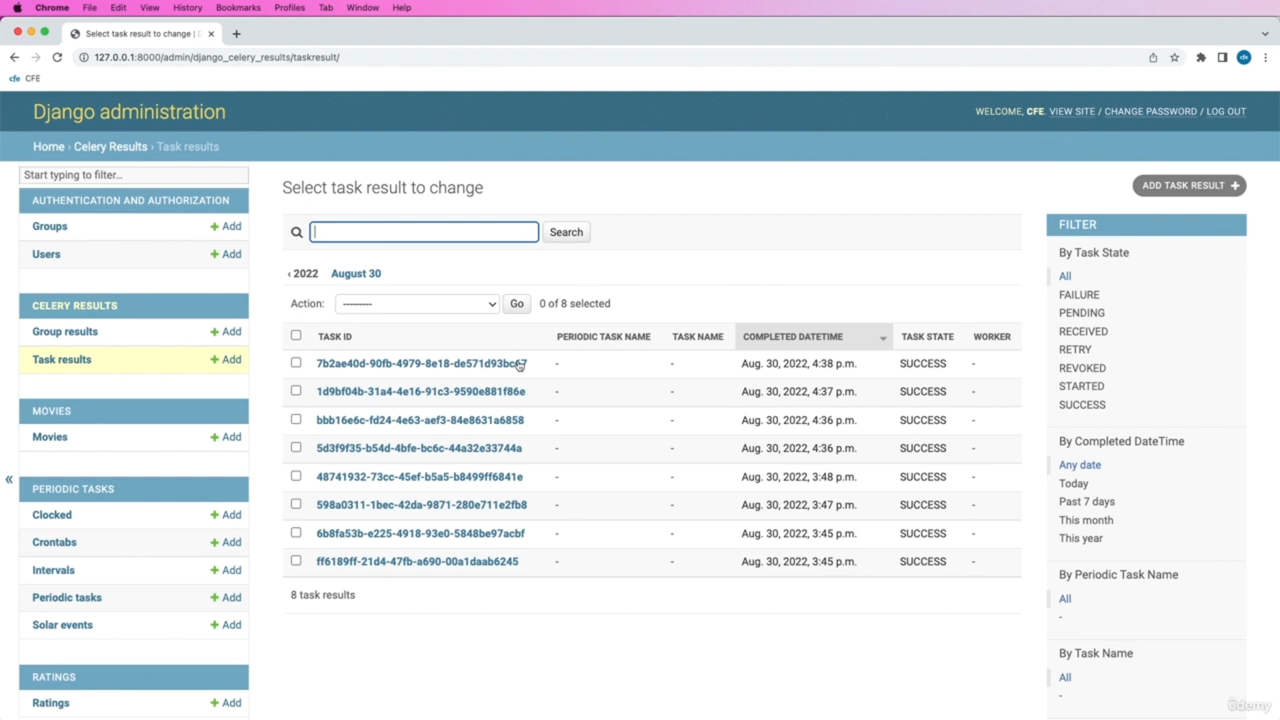 Chrome File Edit View History Bookmarks Profiles Tab Window Help
Select task result to change | D
127.0.0.1:8000/admin/django_celery_results/taskresult/
cfe
cfe CFE
Django administration
WELCOME, CFE. VIEW SITE / CHANGE PASSWORD / LOG OUT
Home › Celery Results › Task results
Start typing to filter...
AUTHENTICATION AND AUTHORIZATION
Groups + Add
Users + Add
CELERY RESULTS
Group results + Add
Task results + Add
MOVIES
Movies + Add
«
PERIODIC TASKS
Clocked + Add
Crontabs + Add
Intervals + Add
Periodic tasks + Add
Solar events + Add
RATINGS
Ratings + Add
Select task result to change
ADD TASK RESULT +
Search
‹ 2022 August 30
Action: --------- Go 0 of 8 selected
TASK ID PERIODIC TASK NAME TASK NAME COMPLETED DATETIME TASK STATE WORKER
7b2ae40d-90fb-4979-8e18-de571d93bc67 - - Aug. 30, 2022, 4:38 p.m. SUCCESS -
1d9bf04b-31a4-4e16-91c3-9590e881f86e - - Aug. 30, 2022, 4:37 p.m. SUCCESS -
bbb16e6c-fd24-4e63-aef3-84e8631a6858 - - Aug. 30, 2022, 4:36 p.m. SUCCESS -
5d3f9f35-b54d-4bfe-bc6c-44a32e33744a - - Aug. 30, 2022, 4:36 p.m. SUCCESS -
48741932-73cc-45ef-b5a5-b8499ff6841e - - Aug. 30, 2022, 3:48 p.m. SUCCESS -
598a0311-1bec-42da-9871-280e711e2fb8 - - Aug. 30, 2022, 3:47 p.m. SUCCESS -
6b8fa53b-e225-4918-93e0-5848be97acbf - - Aug. 30, 2022, 3:45 p.m. SUCCESS -
ff6189ff-21d4-47fb-a690-00a1daab6245 - - Aug. 30, 2022, 3:45 p.m. SUCCESS -
8 task results
FILTER
By Task State
All
FAILURE
PENDING
RECEIVED
RETRY
REVOKED
STARTED
SUCCESS
By Completed DateTime
Any date
Today
Past 7 days
This month
This year
By Periodic Task Name
All
-
By Task Name
All
-
ûdemy